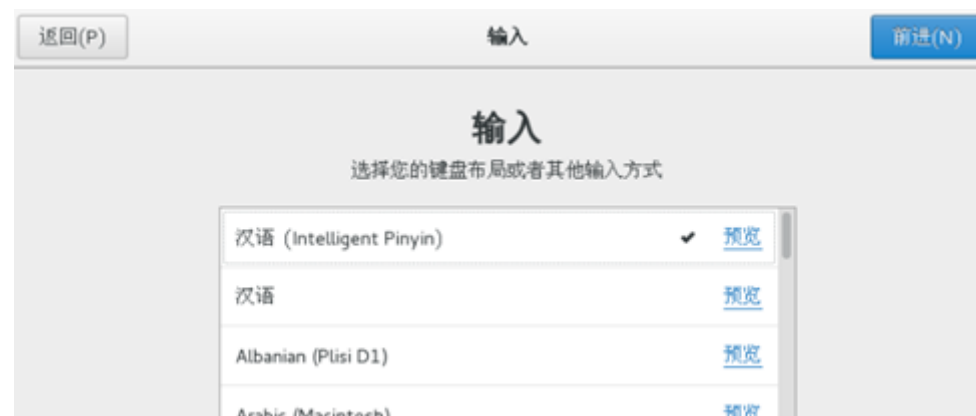 返回(P) 输入 前进(N)
输入
选择您的键盘布局或者其他输入方式
汉语 (Intelligent Pinyin) ✔ 预览
汉语 预览
Albanian (Plisi D1) 预览
Arabic (Macintosh) 预览